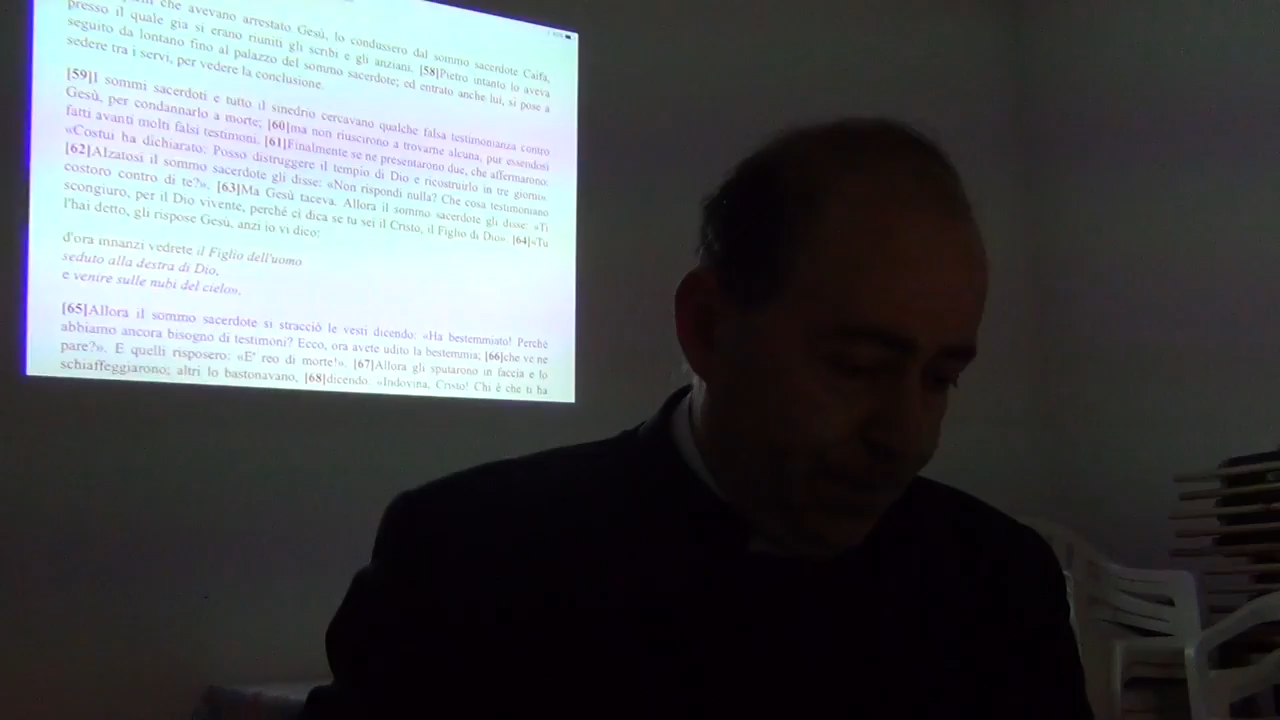 che avevano arrestato Gesù, lo condussero dal sommo sacerdote Caifa,
presso il quale gia si erano riuniti gli scribi e gli anziani. [58]Pietro intanto lo aveva
seguito da lontano fino al palazzo del sommo sacerdote; ed entrato anche lui, si pose a
sedere tra i servi, per vedere la conclusione.
[59]I sommi sacerdoti e tutto il sinedrio cercavano qualche falsa testimonianza contro
Gesù, per condannarlo a morte; [60]ma non riuscirono a trovarne alcuna, pur essendosi
fatti avanti molti falsi testimoni. [61]Finalmente se ne presentarono due, che affermarono:
«Costui ha dichiarato: Posso distruggere il tempio di Dio e ricostruirlo in tre giorni».
[62]Alzatosi il sommo sacerdote gli disse: «Non rispondi nulla? Che cosa testimoniano
costoro contro di te?». [63]Ma Gesù taceva. Allora il sommo sacerdote gli disse: «Ti
scongiuro, per il Dio vivente, perché ci dica se tu sei il Cristo, il Figlio di Dio». [64]«Tu
l'hai detto, gli rispose Gesù, anzi io vi dico:
d'ora innanzi vedrete il Figlio dell'uomo
seduto alla destra di Dio,
e venire sulle nubi del cielo».
[65]Allora il sommo sacerdote si stracciò le vesti dicendo: «Ha bestemmiato! Perché
abbiamo ancora bisogno di testimoni? Ecco, ora avete udito la bestemmia; [66]che ve ne
pare?». E quelli risposero: «E' reo di morte!». [67]Allora gli sputarono in faccia e lo
schiaffeggiarono; altri lo bastonavano, [68]dicendo: «Indovina, Cristo! Chi è che ti ha